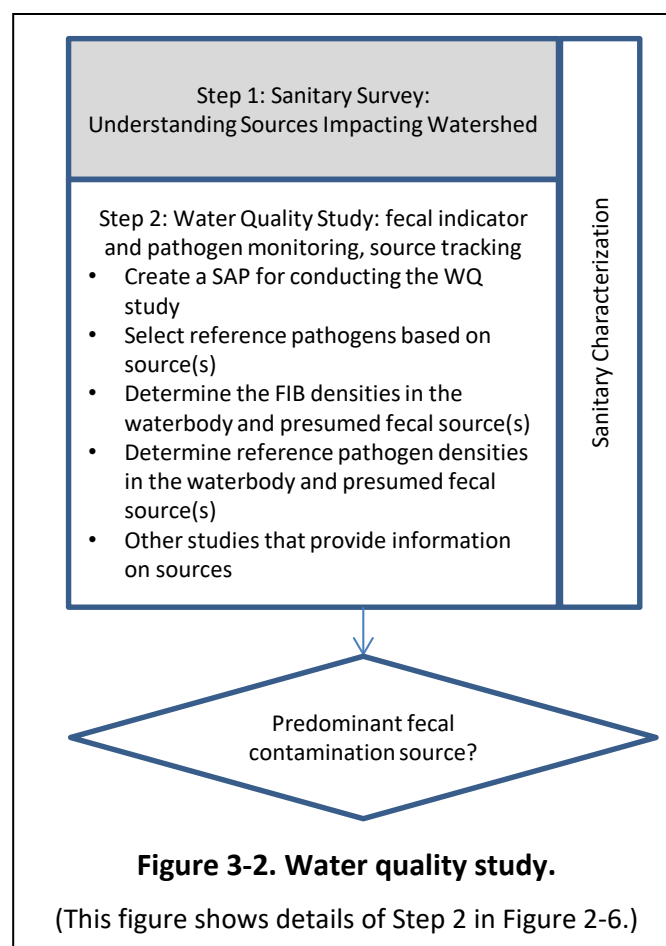 Step 1: Sanitary Survey:
Understanding Sources Impacting Watershed
Step 2: Water Quality Study: fecal indicator
and pathogen monitoring, source tracking
• Create a SAP for conducting the WQ
study
• Select reference pathogens based on
source(s)
• Determine the FIB densities in the
waterbody and presumed fecal source(s)
• Determine reference pathogen densities
in the waterbody and presumed fecal
source(s)
• Other studies that provide information
on sources
Sanitary Characterization
Predominant fecal
contamination source?
Figure 3-2. Water quality study.
(This figure shows details of Step 2 in Figure 2-6.)